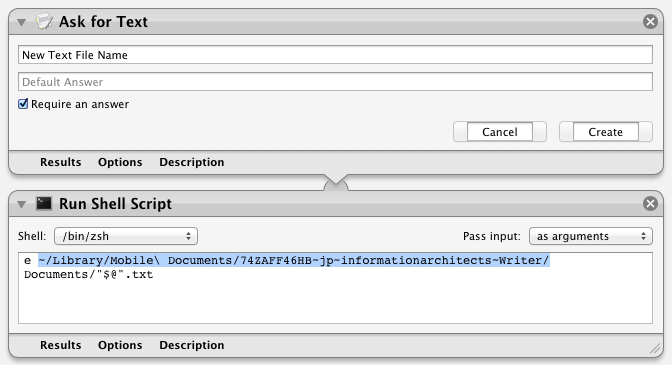 Ask for Text
New Text File Name
Default Answer
Require an answer
Cancel Create
Results Options Description
Run Shell Script
Shell: /bin/zsh Pass input: as arguments
e ~/Library/Mobile\ Documents/74ZAFF46HB~jp~informationarchitects~Writer/
Documents/"$@".txt
Results Options Description